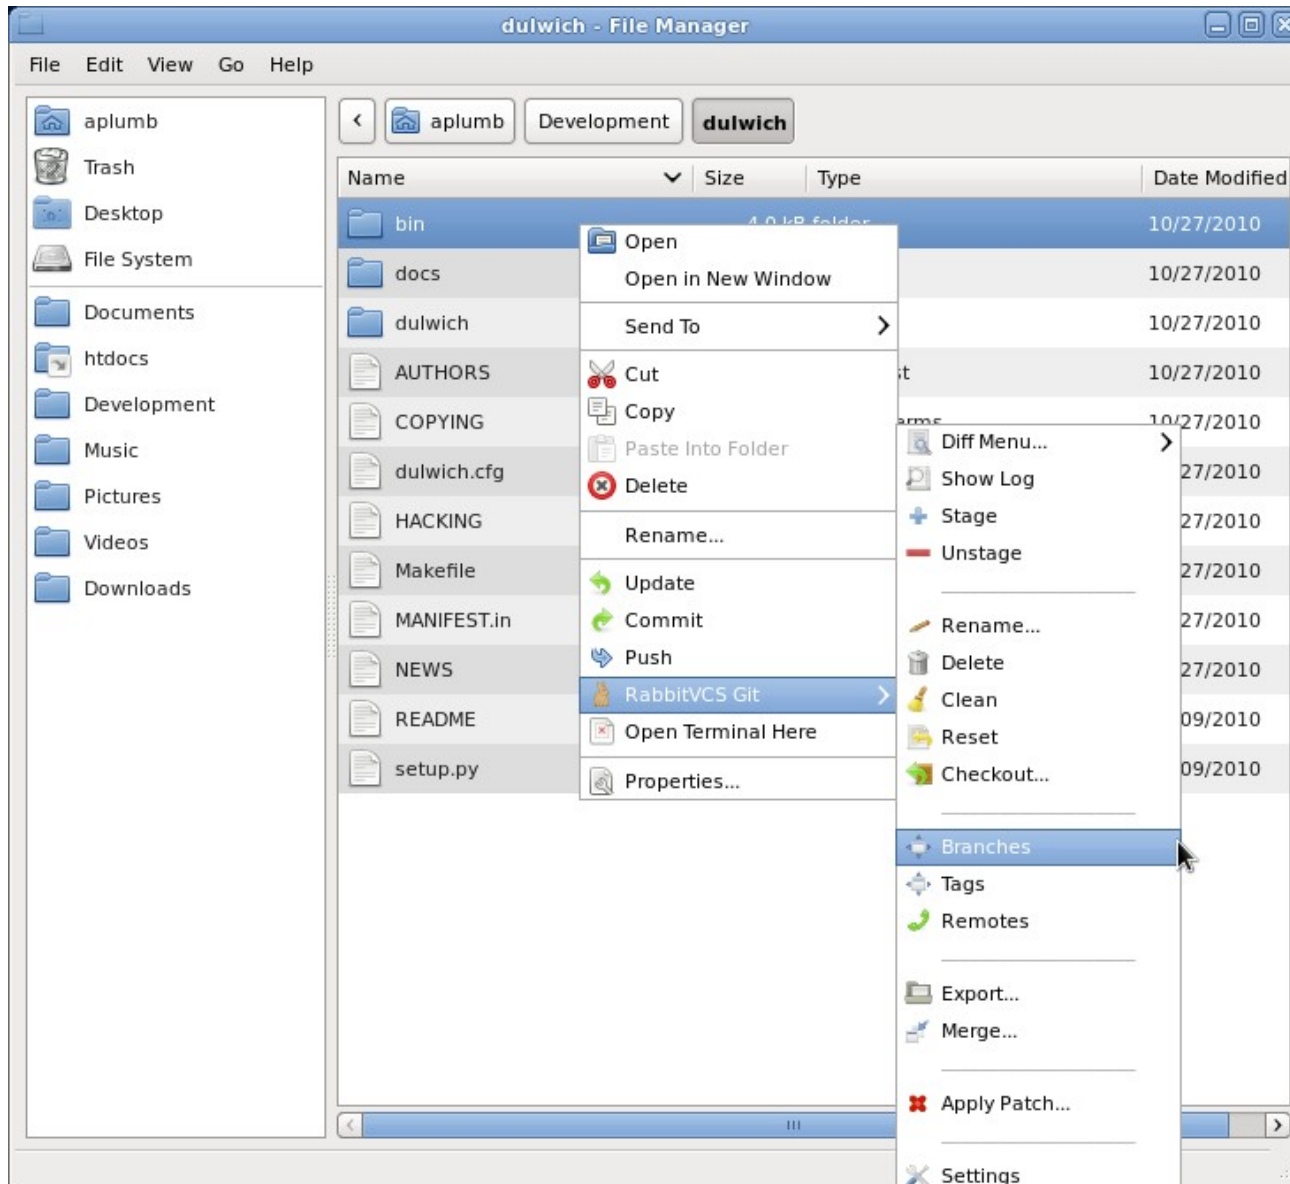 dulwich - File Manager
File Edit View Go Help
aplumb
Trash
Desktop
File System
Documents
htdocs
Development
Music
Pictures
Videos
Downloads
aplumb Development dulwich
Name Size Type Date Modified
bin 4.0 kB folder 10/27/2010
docs 10/27/2010
dulwich 10/27/2010
AUTHORS st 10/27/2010
COPYING arms 10/27/2010
dulwich.cfg 27/2010
HACKING 27/2010
Makefile 27/2010
MANIFEST.in 27/2010
NEWS 27/2010
README 09/2010
setup.py 09/2010
Open
Open in New Window
Send To
Cut
Copy
Paste Into Folder
Delete
Rename...
Update
Commit
Push
RabbitVCS Git
Open Terminal Here
Properties...
Diff Menu...
Show Log
Stage
Unstage
Rename...
Delete
Clean
Reset
Checkout...
Branches
Tags
Remotes
Export...
Merge...
Apply Patch...
Settings